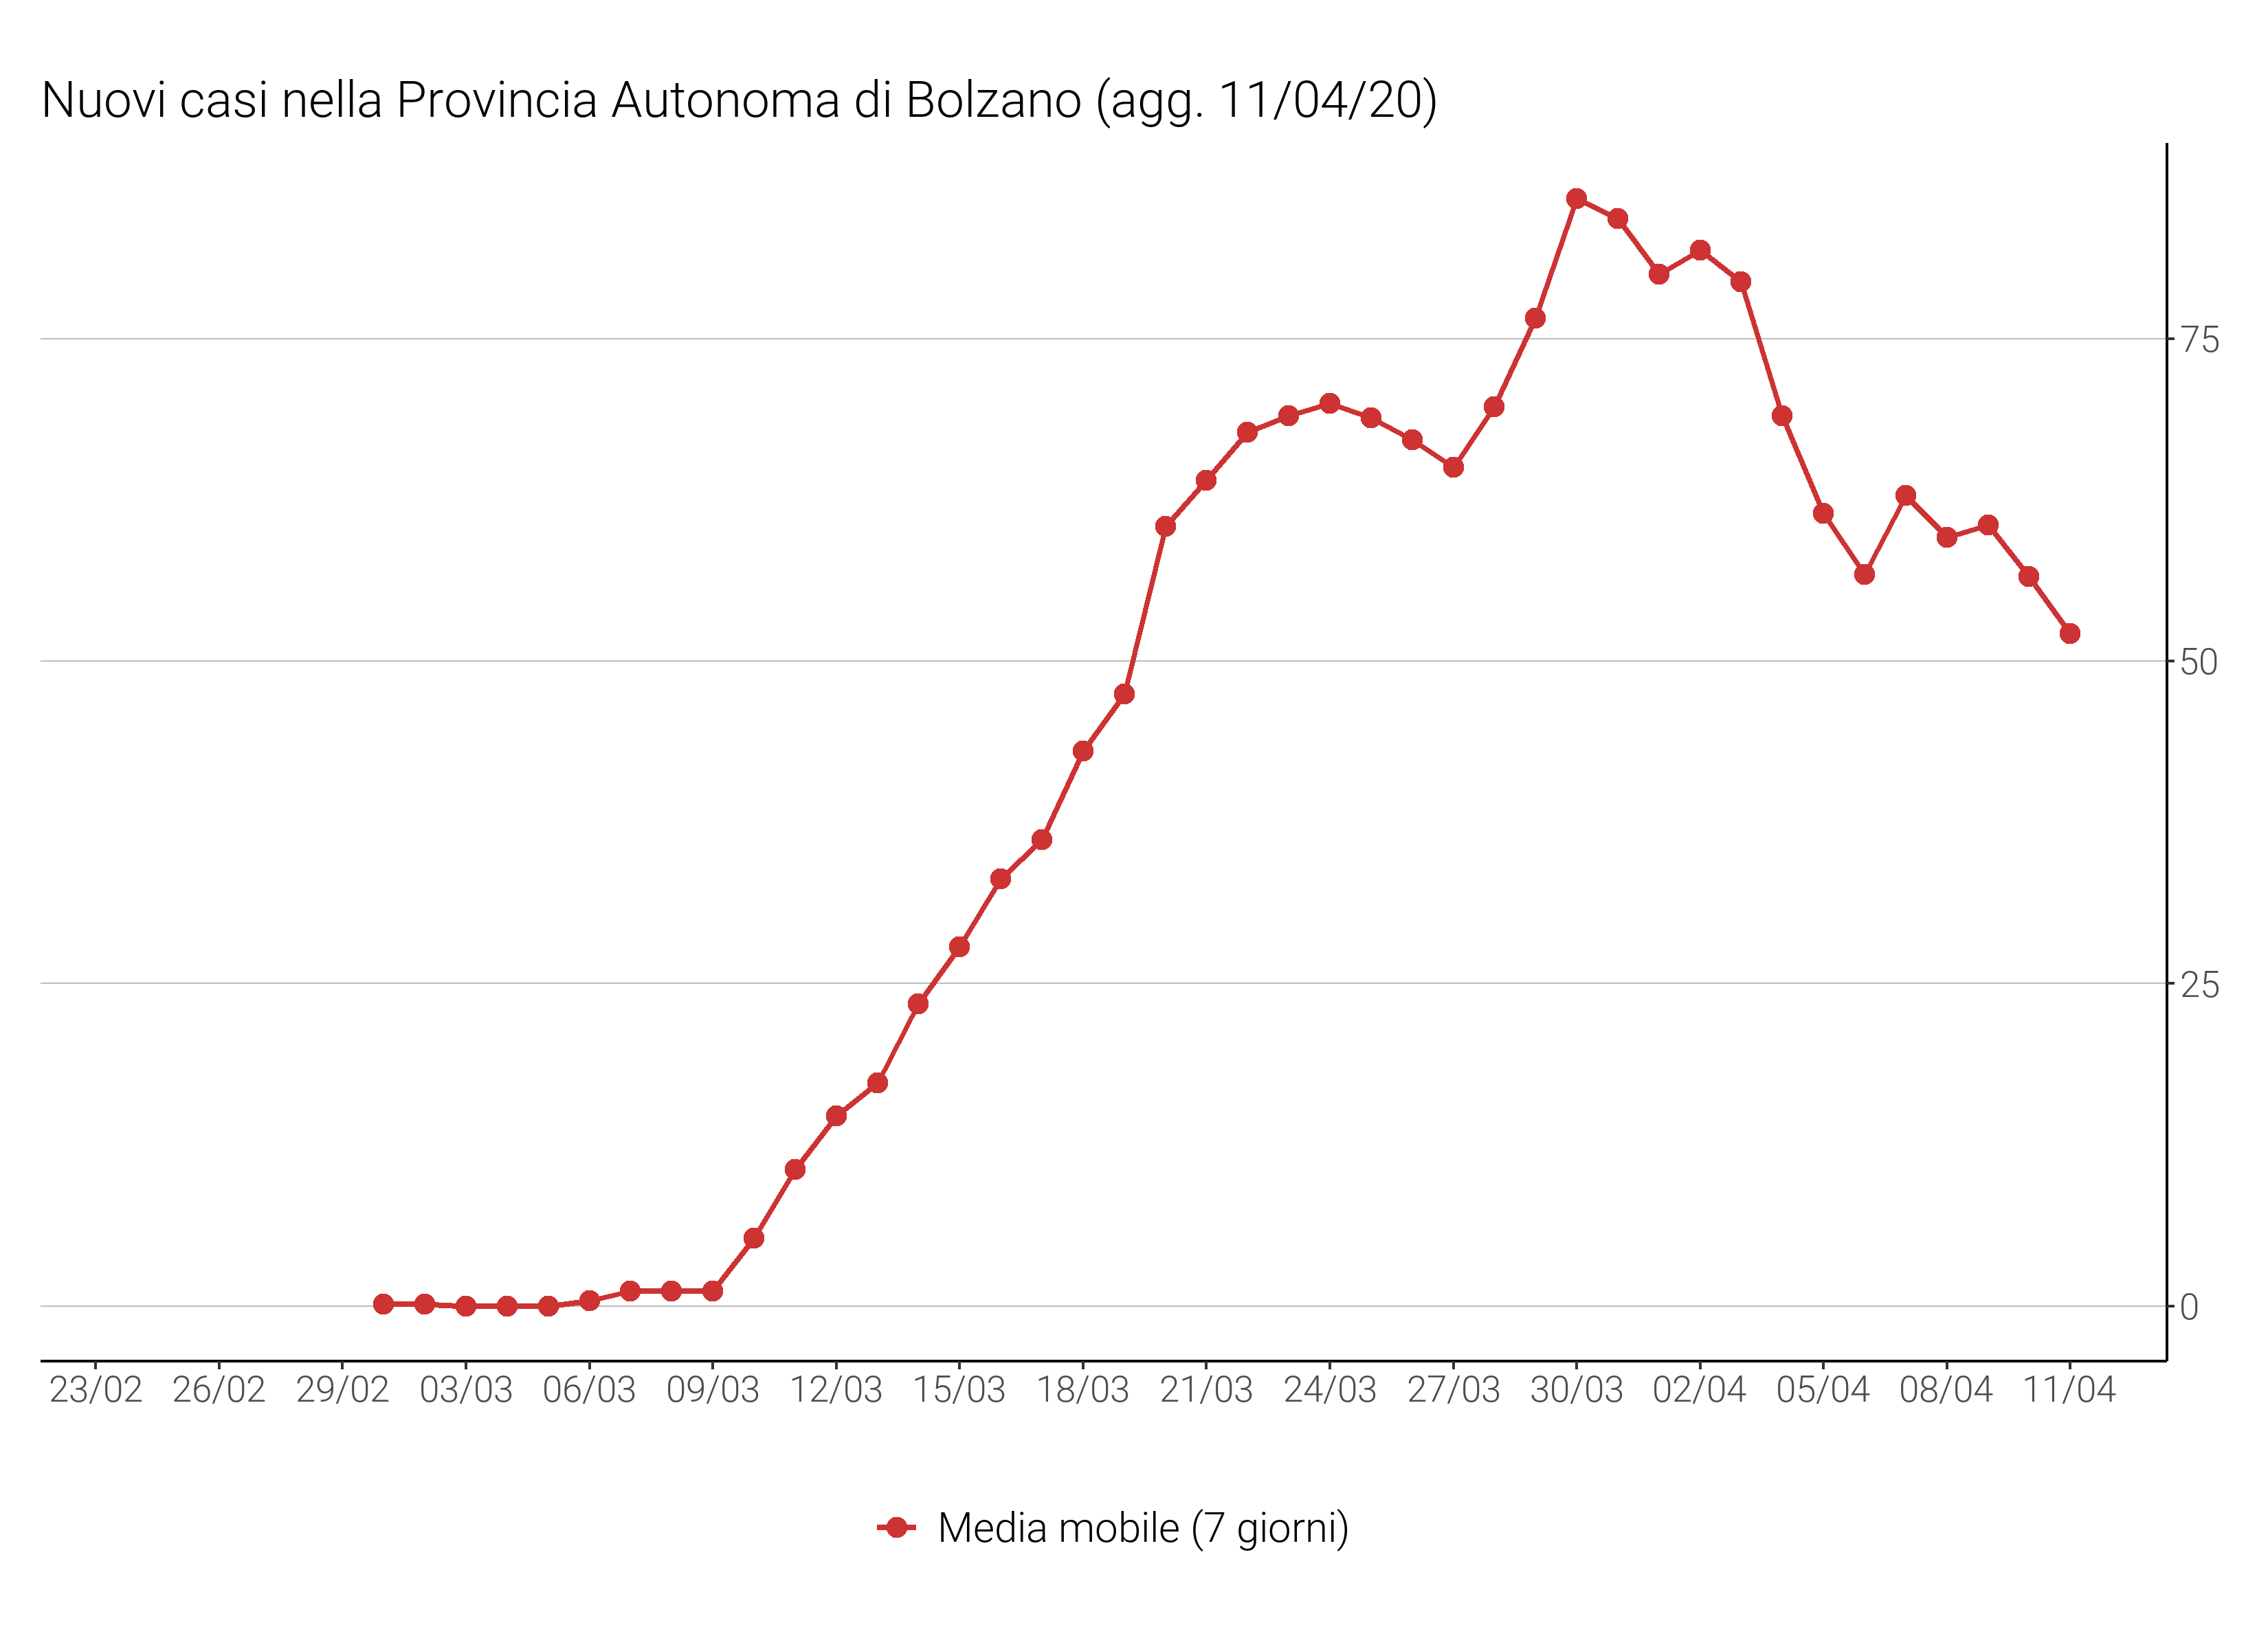 Nuovi casi nella Provincia Autonoma di Bolzano (agg. 11/04/20)
75
50
25
0
23/02 26/02 29/02 03/03 06/03 09/03 12/03 15/03 18/03 21/03 24/03 27/03 30/03 02/04 05/04 08/04 11/04
Media mobile (7 giorni)